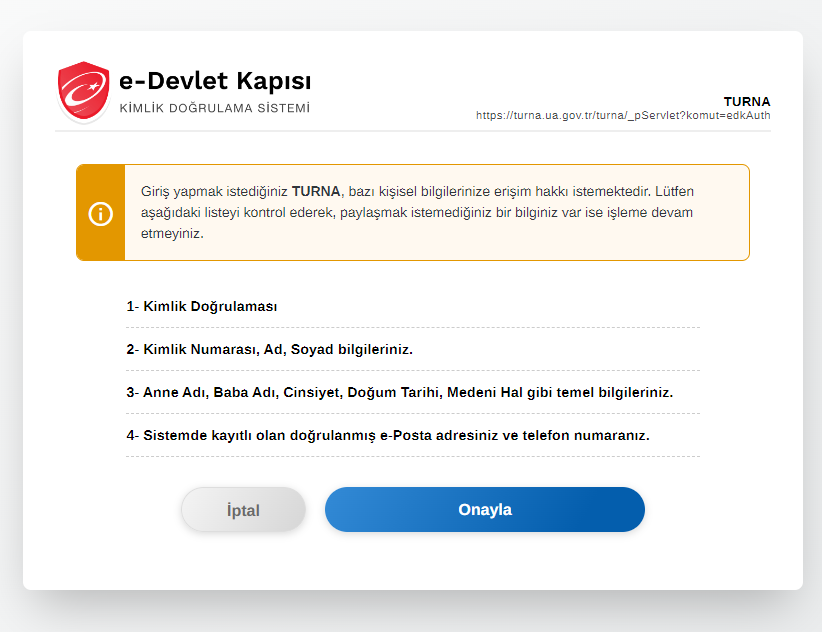 e-Devlet Kapısı
KİMLİK DOĞRULAMA SİSTEMİ
TURNA
https://turna.ua.gov.tr/turna/_pServlet?komut=edkAuth
Giriş yapmak istediğiniz TURNA, bazı kişisel bilgilerinize erişim hakkı istemektedir. Lütfen
aşağıdaki listeyi kontrol ederek, paylaşmak istemediğiniz bir bilginiz var ise işleme devam
etmeyiniz.
1- Kimlik Doğrulaması
2- Kimlik Numarası, Ad, Soyad bilgileriniz.
3- Anne Adı, Baba Adı, Cinsiyet, Doğum Tarihi, Medeni Hal gibi temel bilgileriniz.
4- Sistemde kayıtlı olan doğrulanmış e-Posta adresiniz ve telefon numaranız.
İptal
Onayla